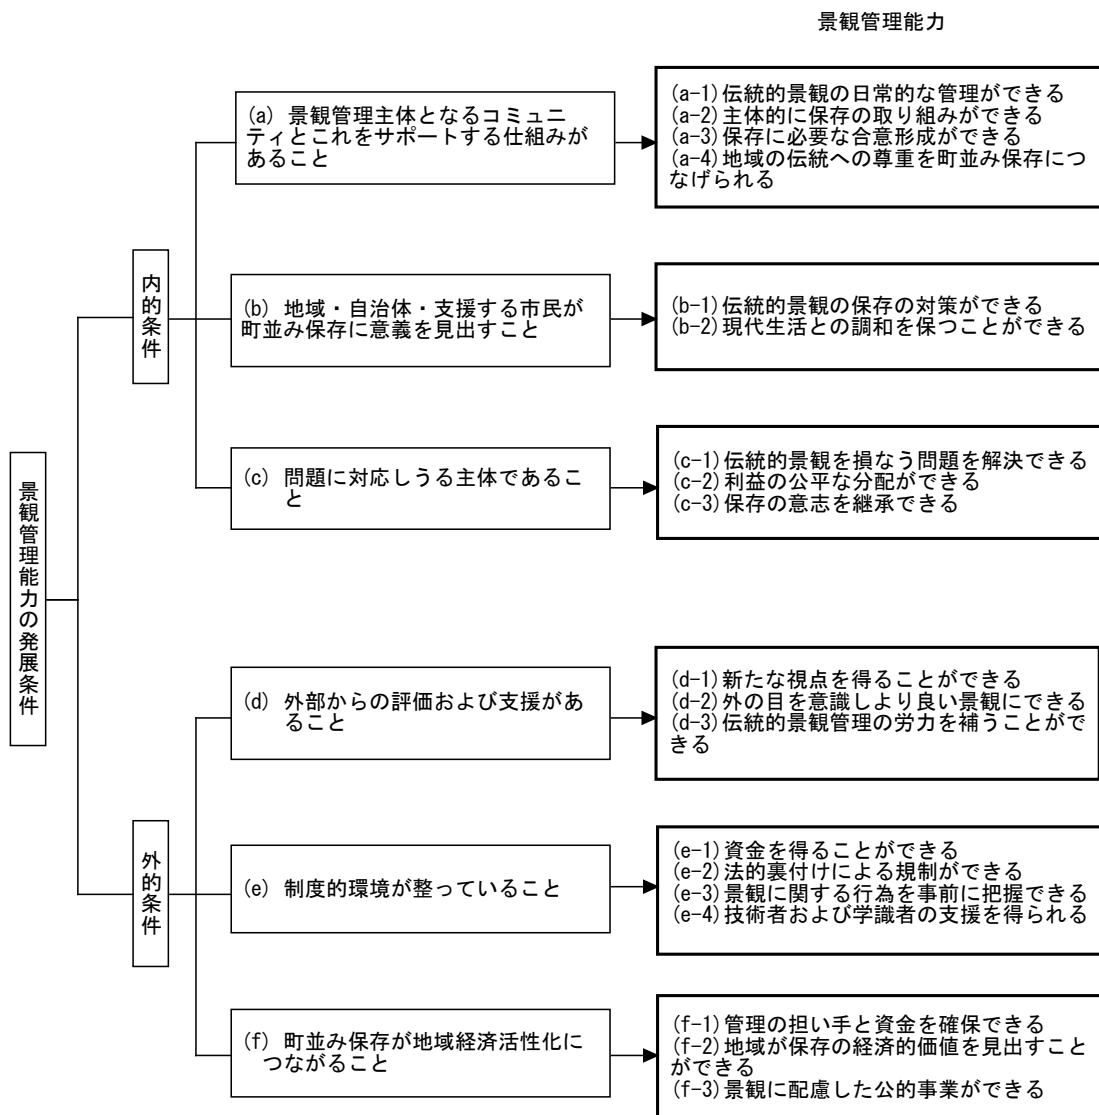 景観管理能力
(a) 景観管理主体となるコミュニ
ティとこれをサポートする仕組みが
あること
(a-1)伝統的景観の日常的な管理ができる
(a-2)主体的に保存の取り組みができる
(a-3)保存に必要な合意形成ができる
(a-4)地域の伝統への尊重を町並み保存につ
なげられる
内的条件
(b) 地域・自治体・支援する市民が
町並み保存に意義を見出すこと
(b-1)伝統的景観の保存の対策ができる
(b-2)現代生活との調和を保つことができる
(c) 問題に対応しうる主体であるこ
と
(c-1)伝統的景観を損なう問題を解決できる
(c-2)利益の公平な分配ができる
(c-3)保存の意志を継承できる
景観管理能力の発展条件
(d) 外部からの評価および支援があ
ること
(d-1)新たな視点を得ることができる
(d-2)外の目を意識しより良い景観にできる
(d-3)伝統的景観管理の労力を補うことがで
きる
外的条件
(e) 制度的環境が整っていること
(e-1)資金を得ることができる
(e-2)法的裏付けによる規制ができる
(e-3)景観に関する行為を事前に把握できる
(e-4)技術者および学識者の支援を得られる
(f) 町並み保存が地域経済活性化に
つながること
(f-1)管理の担い手と資金を確保できる
(f-2)地域が保存の経済的価値を見出すこと
ができる
(f-3)景観に配慮した公的事業ができる